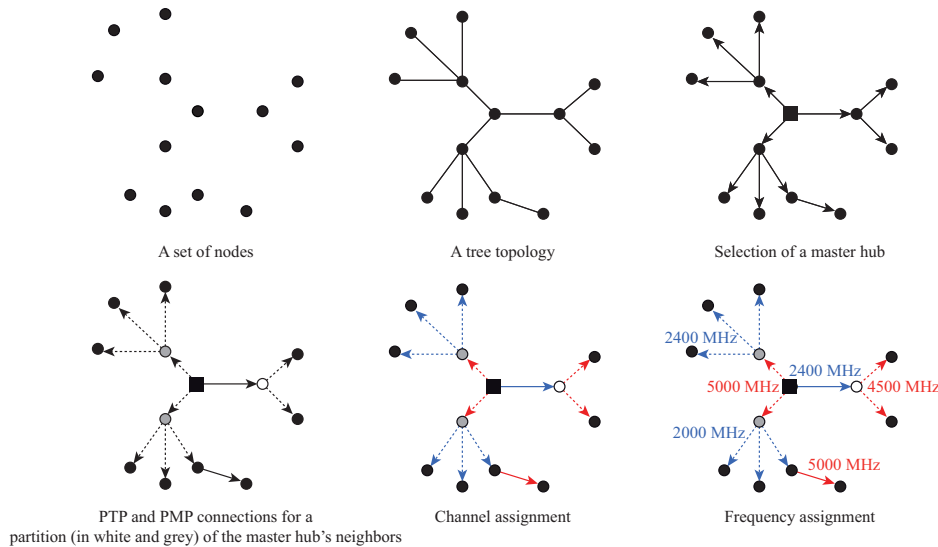 A set of nodes
A tree topology
Selection of a master hub
2400 MHz
2400 MHz
5000 MHz
4500 MHz
2000 MHz
5000 MHz
PTP and PMP connections for a
partition (in white and grey) of the master hub's neighbors
Channel assignment
Frequency assignment